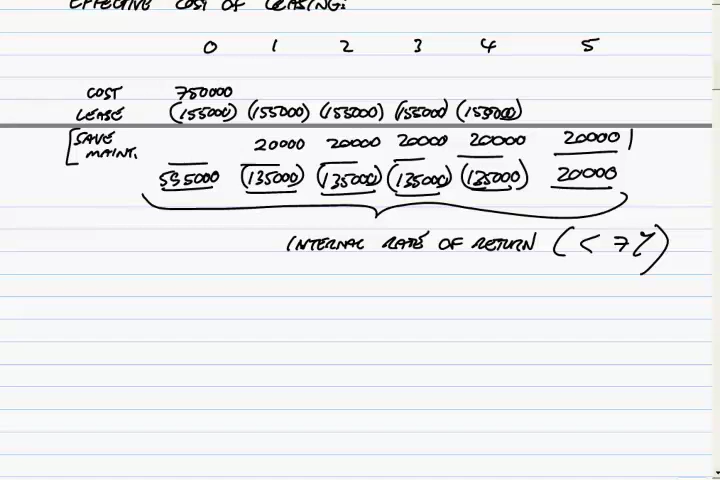 EFFECTIVE COST OF LEASING:
0 1 2 3 4 5
COST 750000
LEASE (155000) (155000) (155000) (155000) (155000)
[SAVE 20000 20000 20000 20000 20000
MAINT.
595000 (135000) (135000) (135000) (135000) 20000
INTERNAL RATE OF RETURN (< 7%)